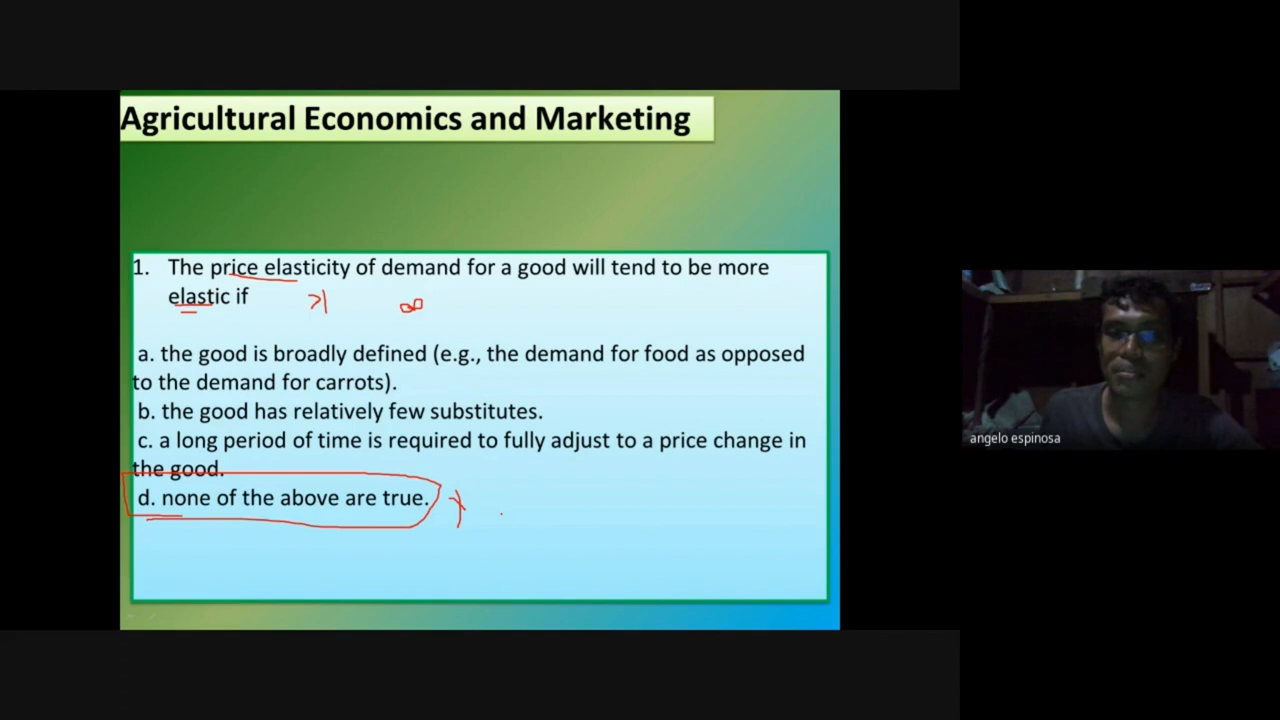 Agricultural Economics and Marketing
1. The price elasticity of demand for a good will tend to be more
elastic if
>1 ∞
a. the good is broadly defined (e.g., the demand for food as opposed
to the demand for carrots).
b. the good has relatively few substitutes.
c. a long period of time is required to fully adjust to a price change in
the good.
d. none of the above are true.
angelo espinosa